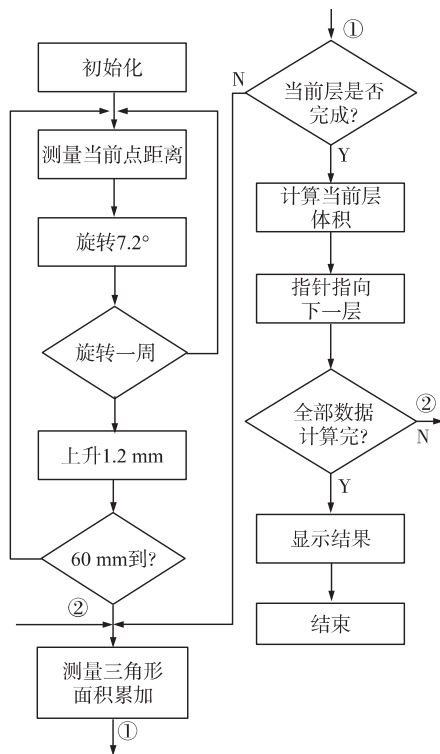 初始化
测量当前点距离
旋转7.2°
旋转一周
上升1.2 mm
60 mm到?
②
测量三角形
面积累加
①
①
N
当前层是否
完成?
Y
计算当前层
体积
指针指向
下一层
全部数据
计算完?
②
N
Y
显示结果
结束